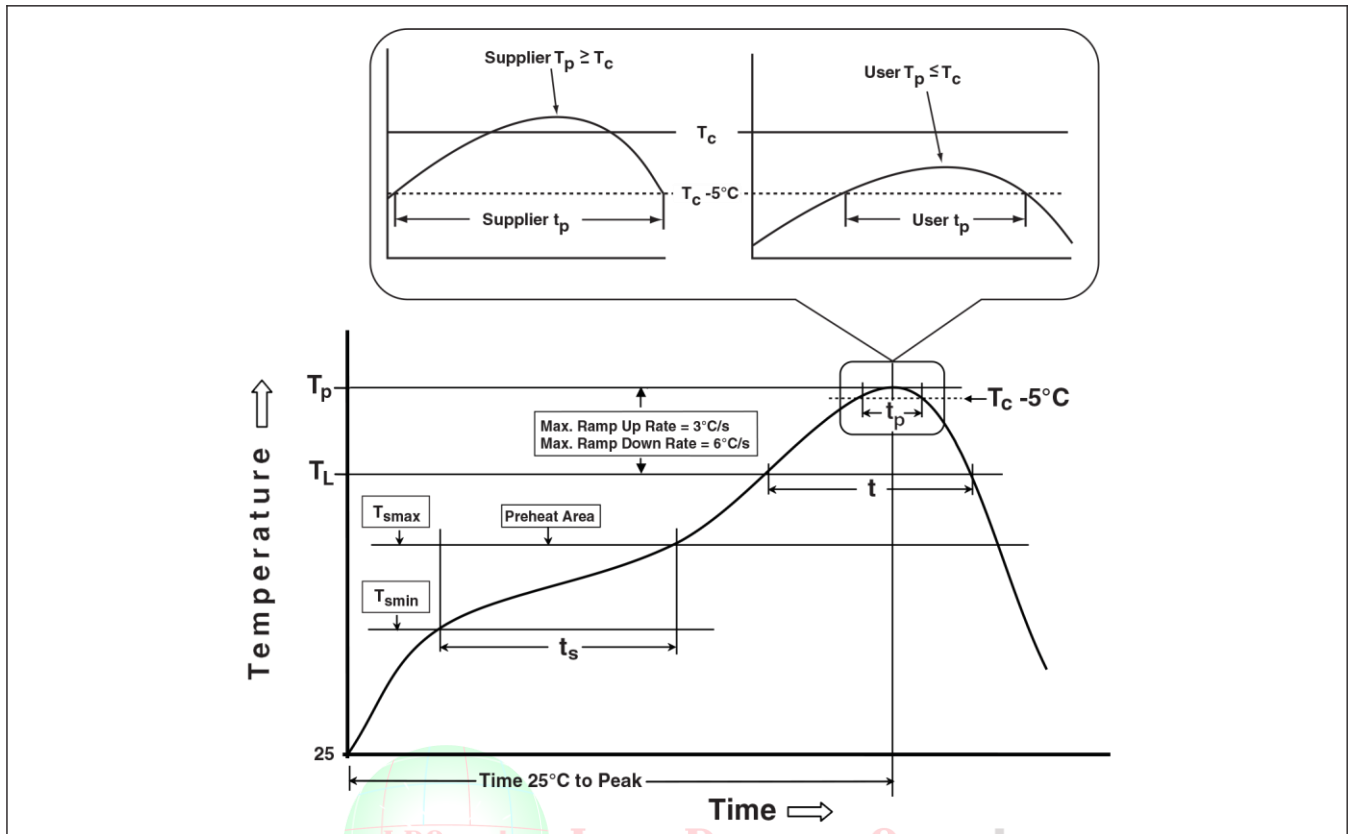 Supplier Tp ≥ Tc
User Tp ≤ Tc
Tc
Tc -5°C
Supplier tp
User tp
Tp
Tc -5°C
tp
Max. Ramp Up Rate = 3°C/s
Max. Ramp Down Rate = 6°C/s
TL
t
Tsmax
Preheat Area
Tsmin
ts
Temperature
25
Time 25°C to Peak
Time